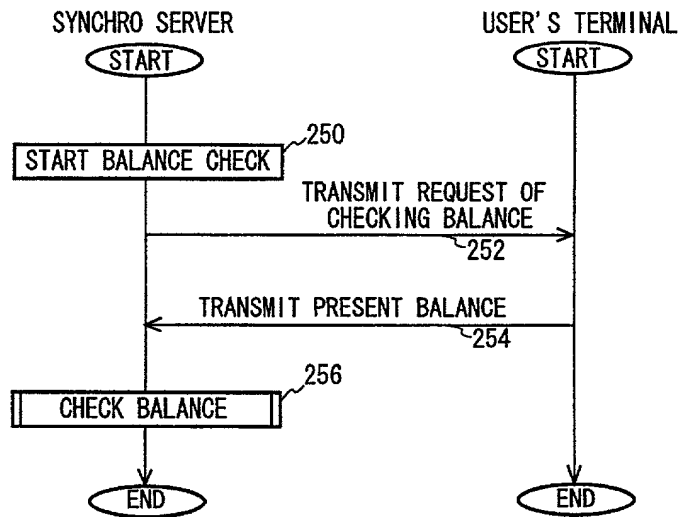 SYNCHRO SERVER
USER'S TERMINAL
START
START
250
START BALANCE CHECK
TRANSMIT REQUEST OF
CHECKING BALANCE
252
TRANSMIT PRESENT BALANCE
254
256
CHECK BALANCE
END
END